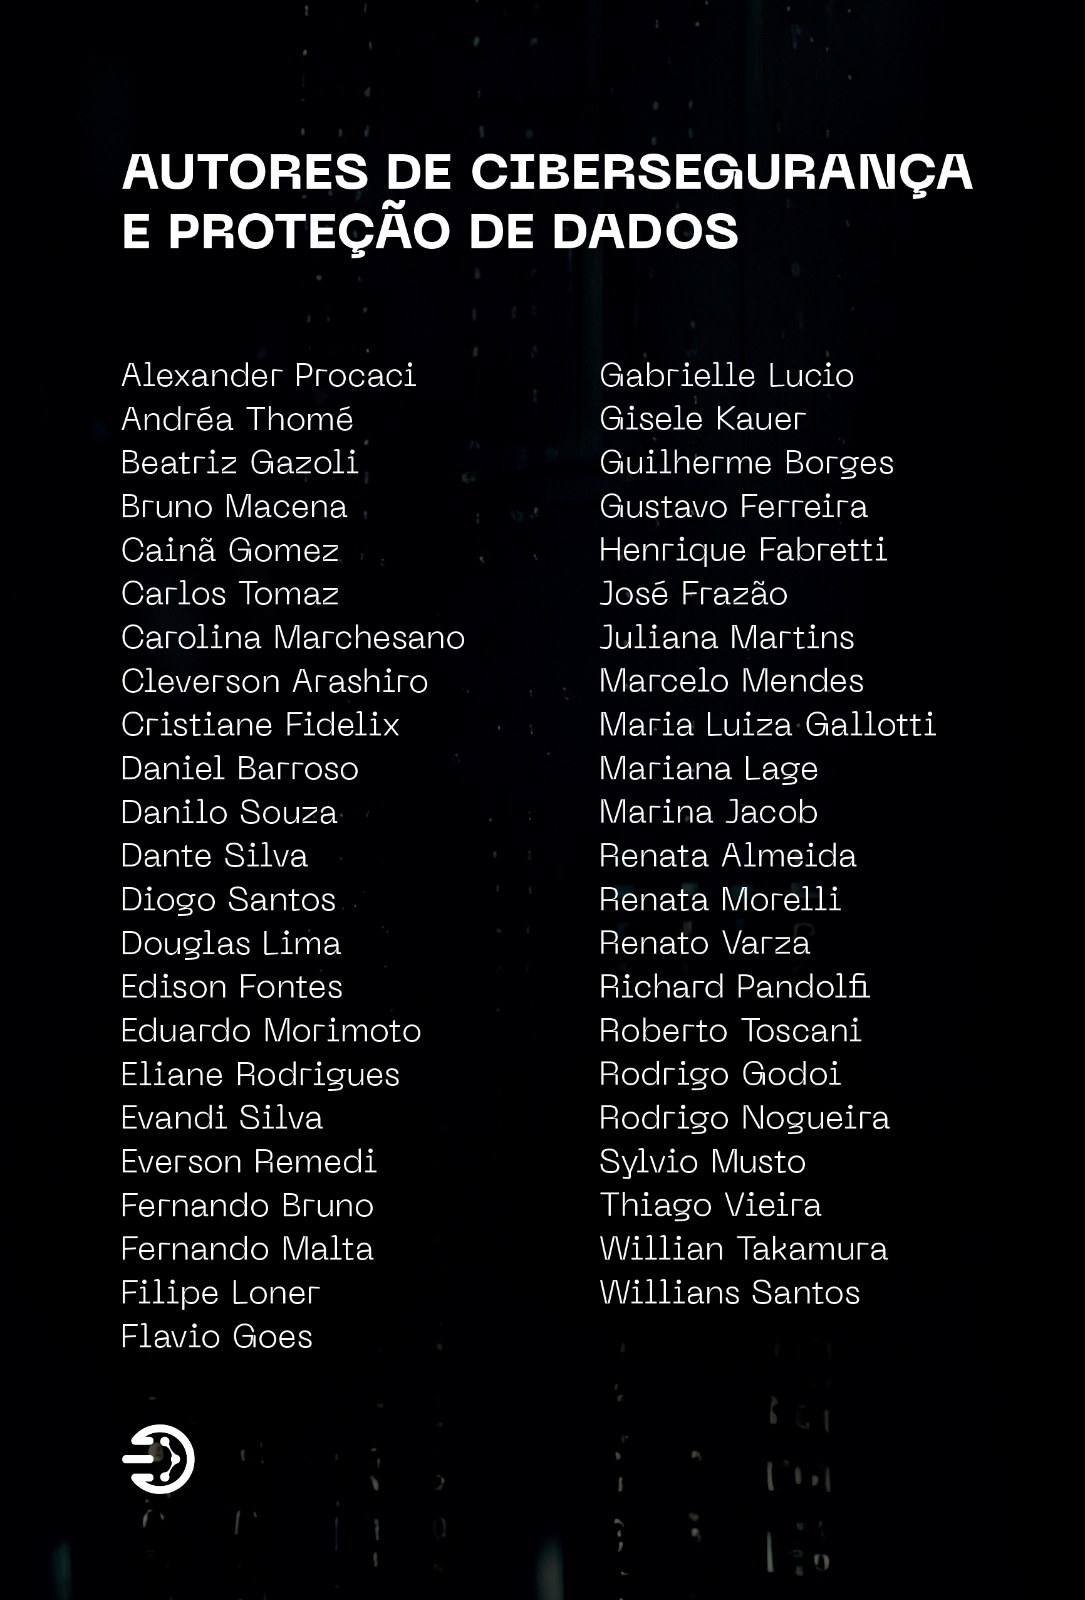 AUTORES DE CIBERSEGURANÇA
E PROTEÇÃO DE DADOS
Alexander Procaci
Andréa Thomé
Beatriz Gazoli
Bruno Macena
Cainã Gomez
Carlos Tomaz
Carolina Marchesano
Cleverson Arashiro
Cristiane Fidelix
Daniel Barroso
Danilo Souza
Dante Silva
Diogo Santos
Douglas Lima
Edison Fontes
Eduardo Morimoto
Eliane Rodrigues
Evandi Silva
Everson Remedi
Fernando Bruno
Fernando Malta
Filipe Loner
Flavio Goes
Gabrielle Lucio
Gisele Kauer
Guilherme Borges
Gustavo Ferreira
Henrique Fabretti
José Frazão
Juliana Martins
Marcelo Mendes
Maria Luiza Gallotti
Mariana Lage
Marina Jacob
Renata Almeida
Renata Morelli
Renato Varza
Richard Pandolfi
Roberto Toscani
Rodrigo Godoi
Rodrigo Nogueira
Sylvio Musto
Thiago Vieira
Willian Takamura
Willians Santos